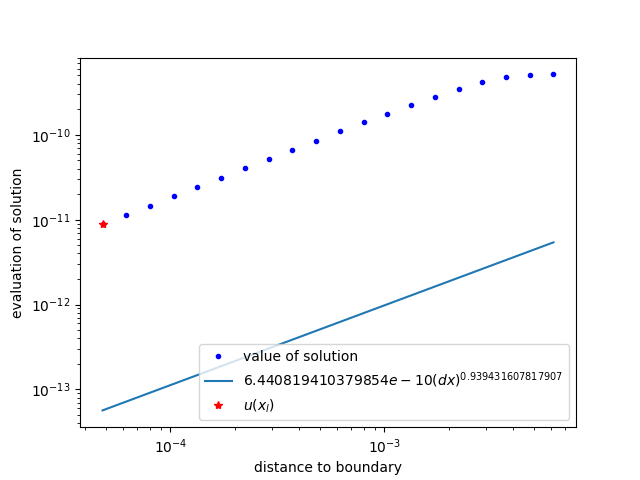 evaluation of solution
10⁻¹⁰
10⁻¹¹
10⁻¹²
10⁻¹³
value of solution
6.440819410379854e − 10(dx)^0.939431607817907
u(x_l)
10⁻⁴
10⁻³
distance to boundary